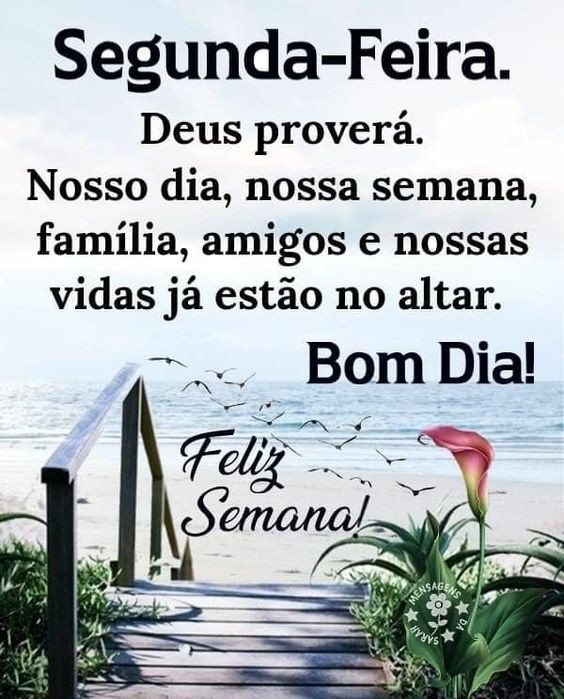 Segunda-Feira.
Deus proverá.
Nosso dia, nossa semana,
família, amigos e nossas
vidas já estão no altar.
Bom Dia!
Feliz
Semana!
MENSAGENS
DA
SARAH